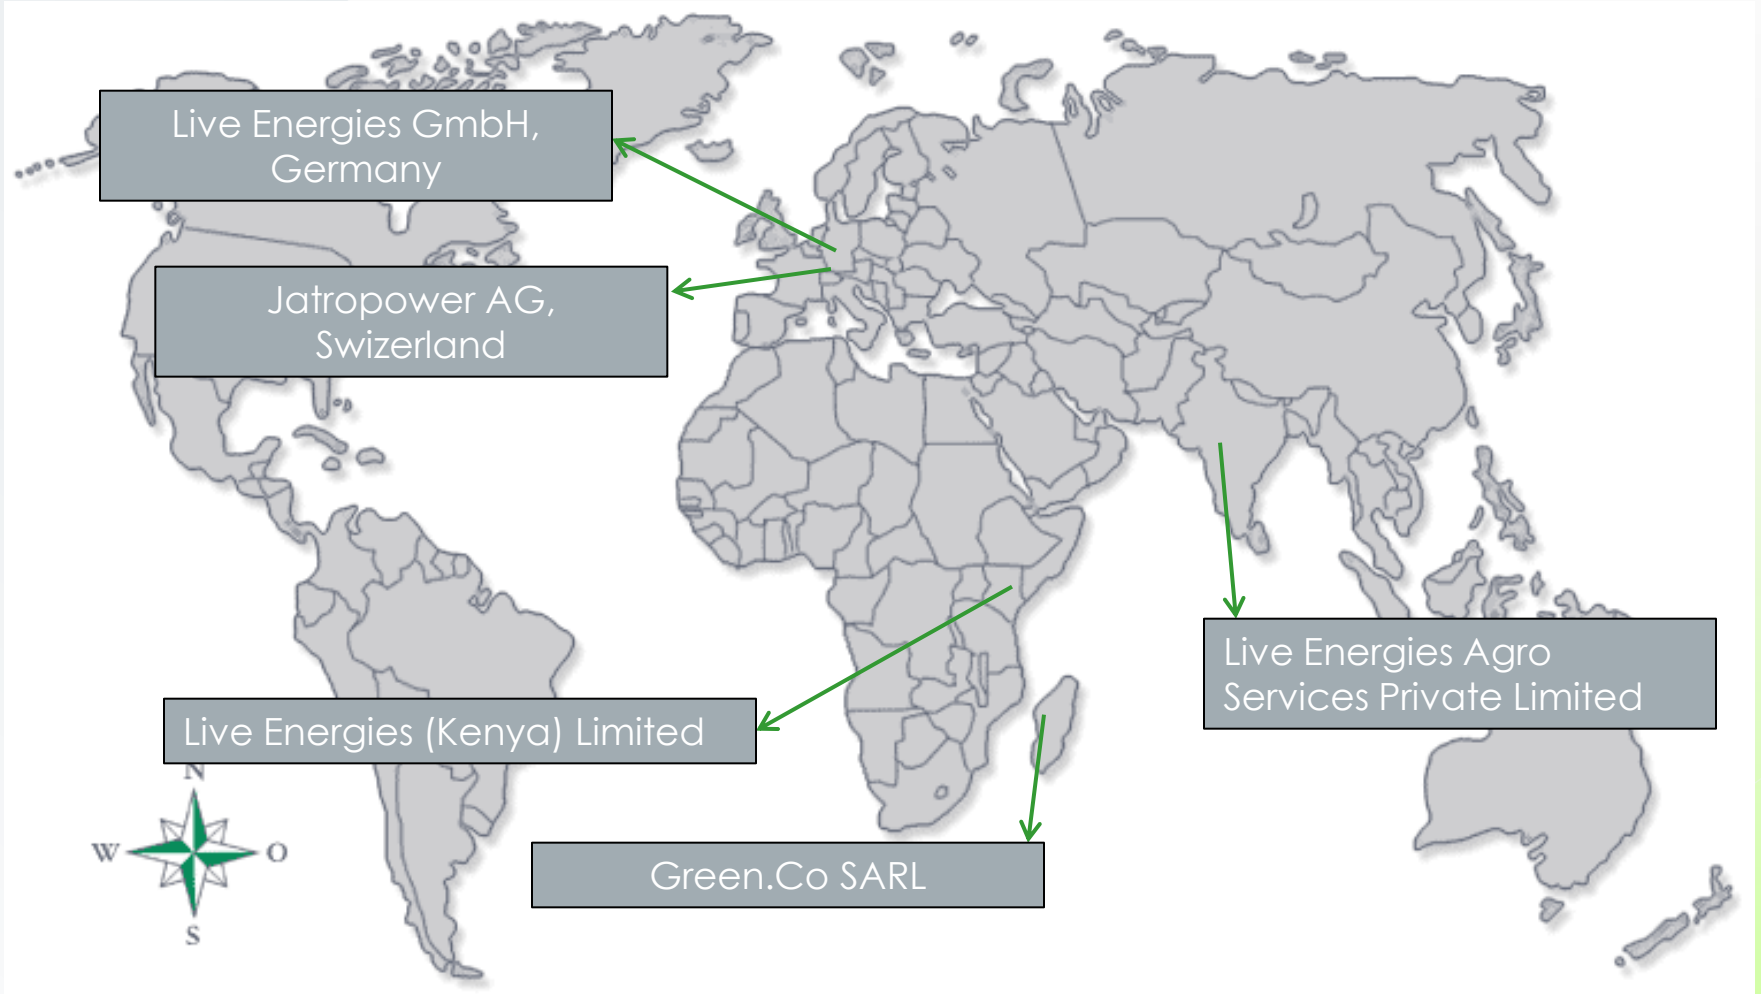 Live Energies GmbH,
Germany
Jatropower AG,
Swizerland
Live Energies Agro
Services Private Limited
Live Energies (Kenya) Limited
N
W
O
S
Green.Co SARL